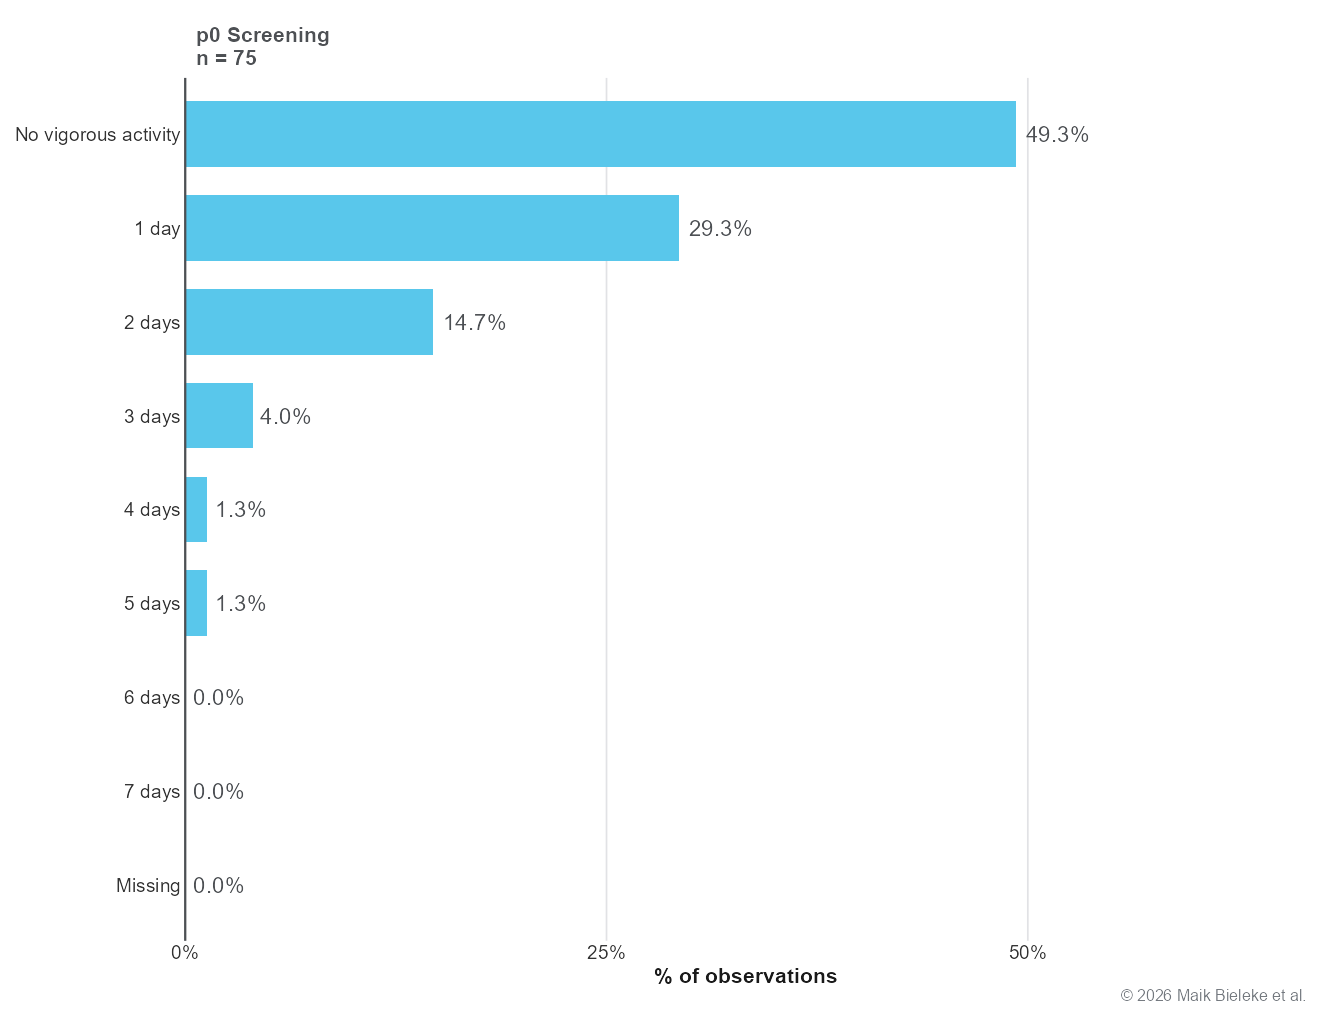 p0 Screening
n = 75
No vigorous activity 49.3%
1 day 29.3%
2 days 14.7%
3 days 4.0%
4 days 1.3%
5 days 1.3%
6 days 0.0%
7 days 0.0%
Missing 0.0%
0% 25% 50%
% of observations
© 2026 Maik Bieleke et al.